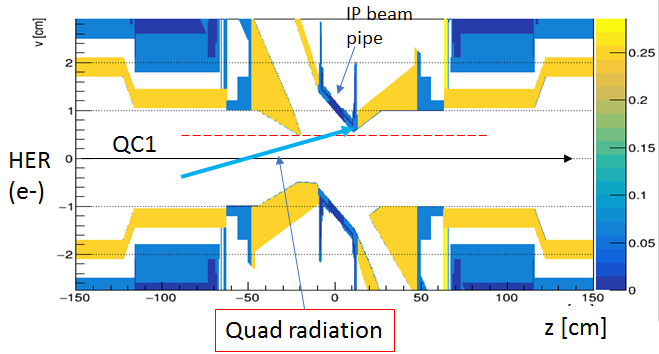 IP beam
pipe
v [cm]
2
1
0
−1
−2
QC1
HER
(e-)
−150
−100
−50
0
50
100
150
0.25
0.2
0.15
0.1
0.05
0
Quad radiation
z [cm]